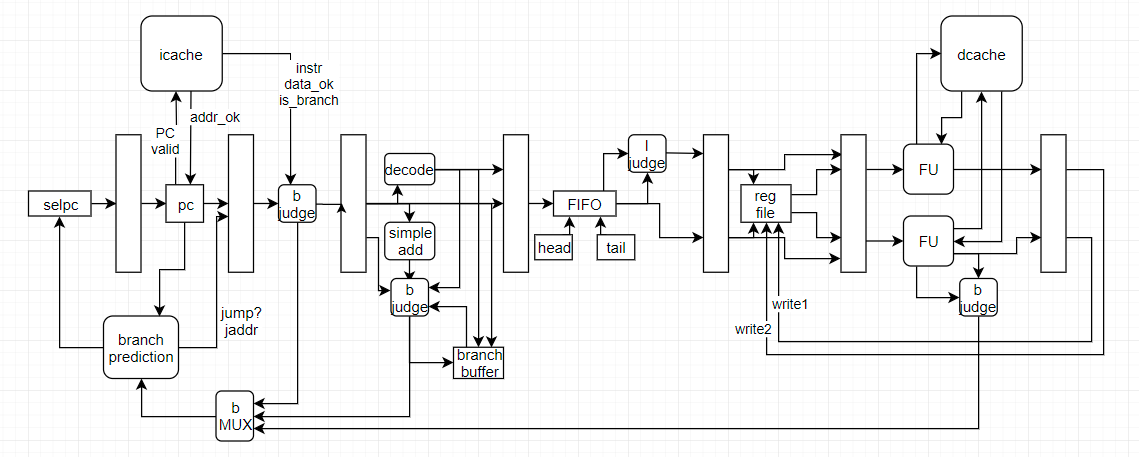 icache
instr
data_ok
is_branch
dcache
addr_ok
PC
valid
selpc
pc
b
judge
decode
simple
add
b
judge
FIFO
head
tail
I
judge
reg
file
FU
FU
b
judge
write1
write2
jump?
jaddr
branch
prediction
branch
buffer
b
MUX